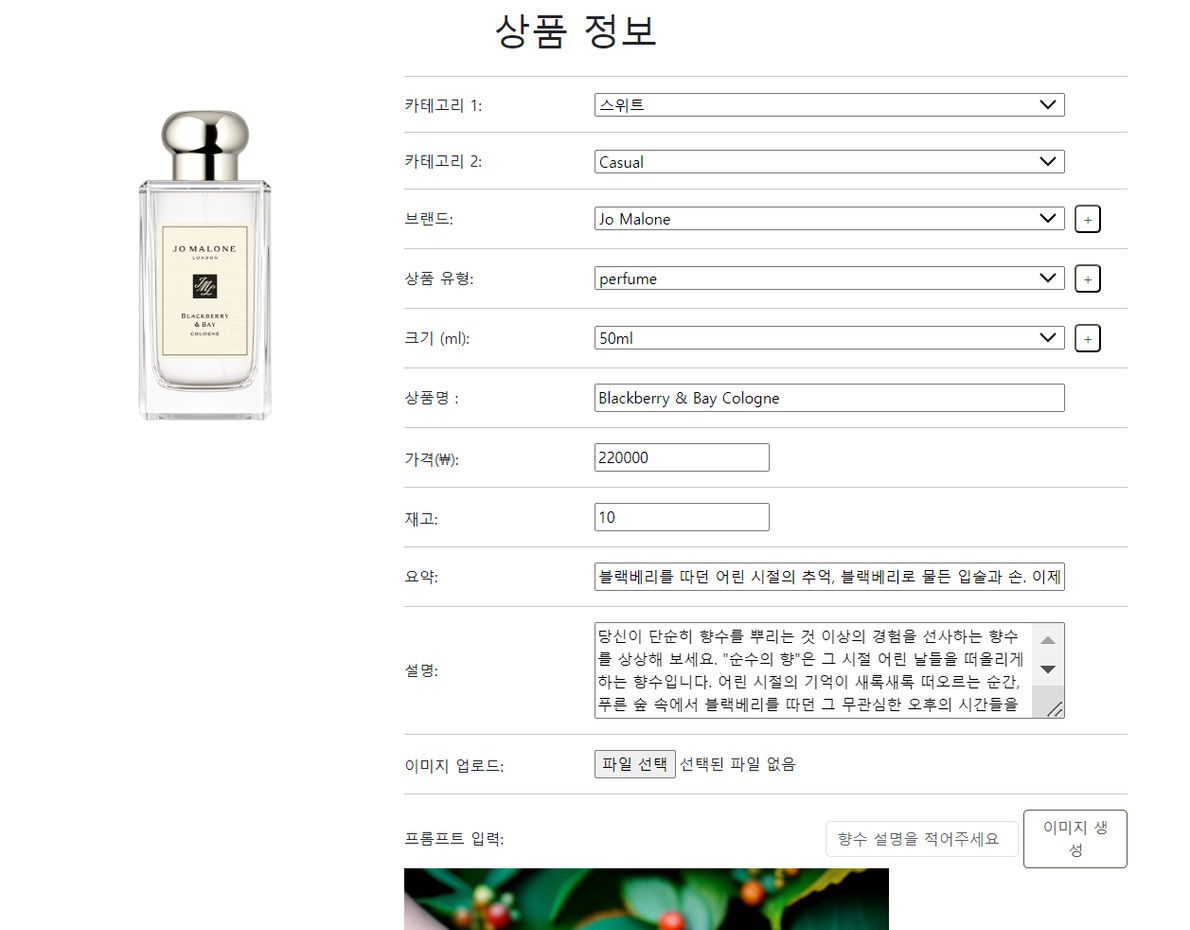 상품 정보
JO MALONE
LONDON
BLACKBERRY
& BAY
COLOGNE
카테고리 1:
스위트
카테고리 2:
Casual
브랜드:
Jo Malone
+
상품 유형:
perfume
+
크기 (ml):
50ml
+
상품명 :
Blackberry & Bay Cologne
가격(₩):
220000
재고:
10
요약:
블랙베리를 따던 어린 시절의 추억, 블랙베리로 물든 입술과 손. 이제
설명:
당신이 단순히 향수를 뿌리는 것 이상의 경험을 선사하는 향수
를 상상해 보세요. "순수의 향"은 그 시절 어린 날들을 떠올리게
하는 향수입니다. 어린 시절의 기억이 새록새록 떠오르는 순간,
푸른 숲 속에서 블랙베리를 따던 그 무관심한 오후의 시간들을
이미지 업로드:
파일 선택 선택된 파일 없음
프롬프트 입력:
향수 설명을 적어주세요
이미지 생
성